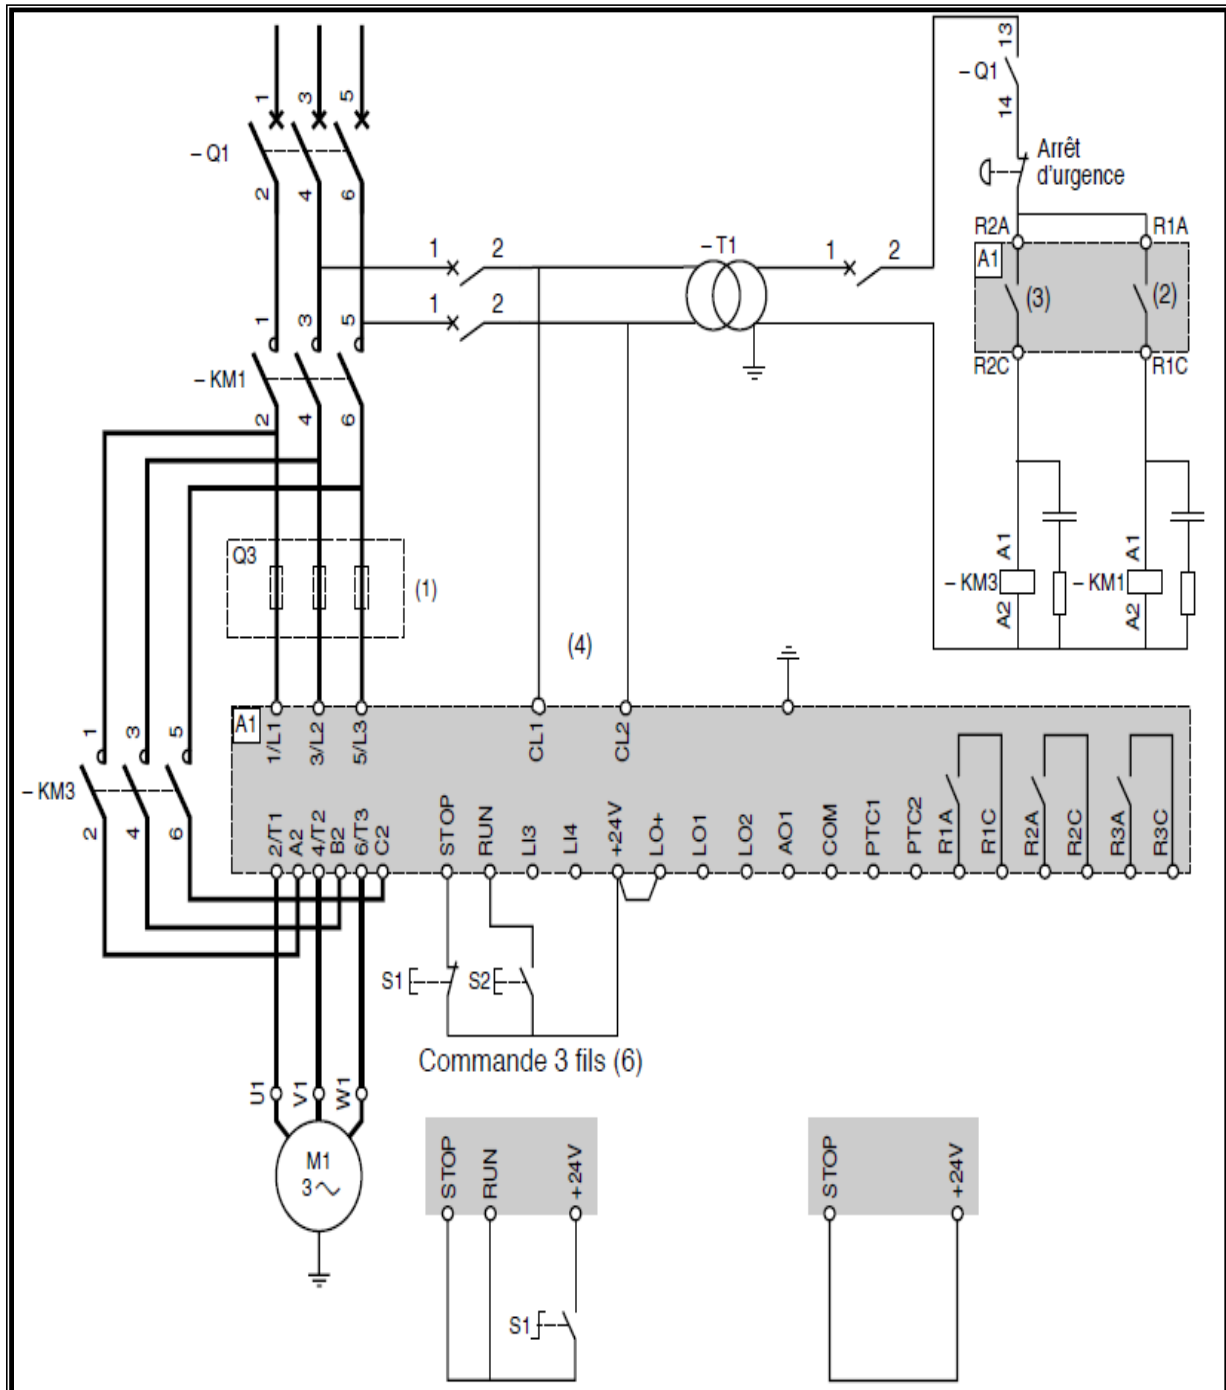 1 3 5
– Q1
2 4 6
13
– Q1
14
Arrêt
d'urgence
1 2
– T1
1 2
1 2
R2A R1A
A1
(3) (2)
R2C R1C
1 3 5
– KM1
2 4 6
Q3
(1)
A1 A1
– KM3 – KM1
A2 A2
(4)
A1
1/L1 3/L2 5/L3 CL1 CL2
1 3 5
– KM3
2 4 6
2/T1 A2 4/T2 B2 6/T3 C2 STOP RUN LI3 LI4 +24V LO+ LO1 LO2 AO1 COM PTC1 PTC2 R1A R1C R2A R2C R3A R3C
S1 S2
Commande 3 fils (6)
U1 V1 W1
M1
3
STOP RUN +24V
STOP +24V
S1